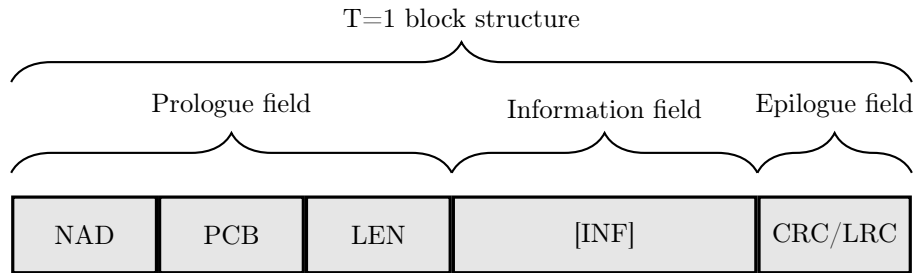 T=1 block structure
Prologue field
Information field
Epilogue field
NAD
PCB
LEN
[INF]
CRC/LRC